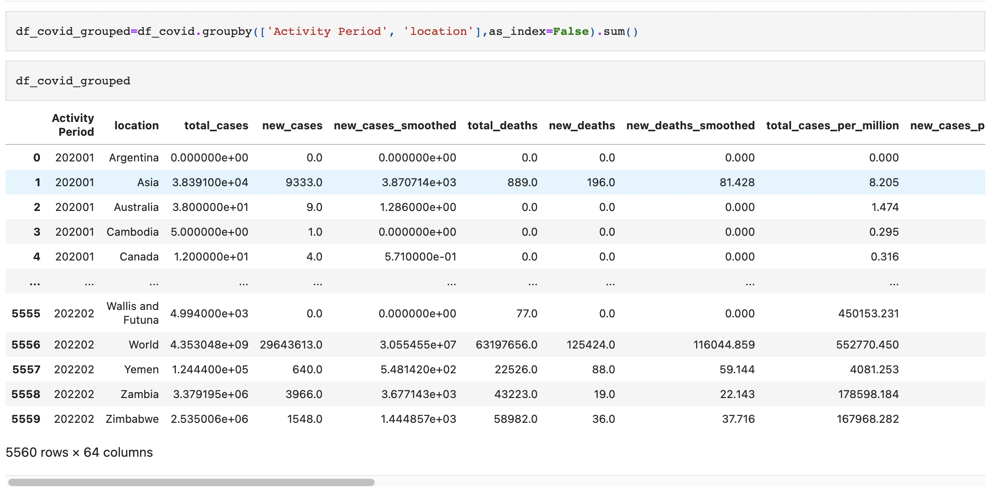 df_covid_grouped=df_covid.groupby(['Activity Period', 'location'],as_index=False).sum()
df_covid_grouped
Activity Period location total_cases new_cases new_cases_smoothed total_deaths new_deaths new_deaths_smoothed total_cases_per_million new_cases_p
0 202001 Argentina 0.000000e+00 0.0 0.000000e+00 0.0 0.0 0.000 0.000
1 202001 Asia 3.839100e+04 9333.0 3.870714e+03 889.0 196.0 81.428 8.205
2 202001 Australia 3.800000e+01 9.0 1.286000e+00 0.0 0.0 0.000 1.474
3 202001 Cambodia 5.000000e+00 1.0 0.000000e+00 0.0 0.0 0.000 0.295
4 202001 Canada 1.200000e+01 4.0 5.710000e-01 0.0 0.0 0.000 0.316
... ... ... ... ... ... ... ... ... ...
5555 202202 Wallis and Futuna 4.994000e+03 0.0 0.000000e+00 77.0 0.0 0.000 450153.231
5556 202202 World 4.353048e+09 29643613.0 3.055455e+07 63197656.0 125424.0 116044.859 552770.450
5557 202202 Yemen 1.244400e+05 640.0 5.481420e+02 22526.0 88.0 59.144 4081.253
5558 202202 Zambia 3.379195e+06 3966.0 3.677143e+03 43223.0 19.0 22.143 178598.184
5559 202202 Zimbabwe 2.535006e+06 1548.0 1.444857e+03 58982.0 36.0 37.716 167968.282
5560 rows × 64 columns